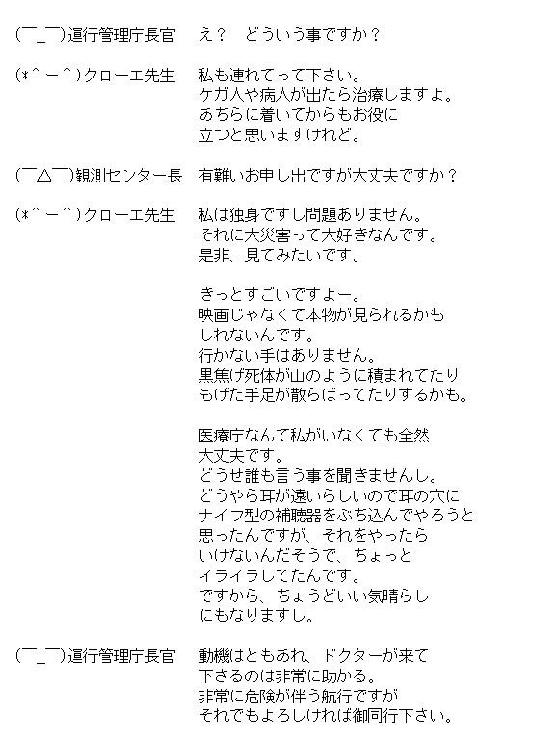 (￣_￣)運行管理庁長官　え？　どういう事ですか？
(*＾ー＾)クローエ先生　私も連れてって下さい。
ケガ人や病人が出たら治療しますよ。
あちらに着いてからもお役に
立つと思いますけれど。
(￣△￣)観測センター長　有難いお申し出ですが大丈夫ですか？
(*＾ー＾)クローエ先生　私は独身ですし問題ありません。
それに大災害って大好きなんです。
是非、見てみたいです、
きっとすごいですよー。
映画じゃなくて本物が見られるかも
しれないんです。
行かない手はありません。
黒焦げ死体が山のように積まれてたり
もげた手足が散らばってたりするかも。
医療庁なんて私がいなくても全然
大丈夫です。
どうせ誰も言う事を聞きませんし。
どうやら耳が遠いらしいので耳の穴に
ナイフ型の補聴器をぶち込んでやろうと
思ったんですが、それをやったら
いけないんだそうで、ちょっと
イライラしてたんです。
ですから、ちょうどいい気晴らし
にもなりますし。
(￣_￣)運行管理庁長官　動機はともあれ、ドクターが来て
下さるのは非常に助かる。
非常に危険が伴う航行ですが
それでもよろしければ御同行下さい。